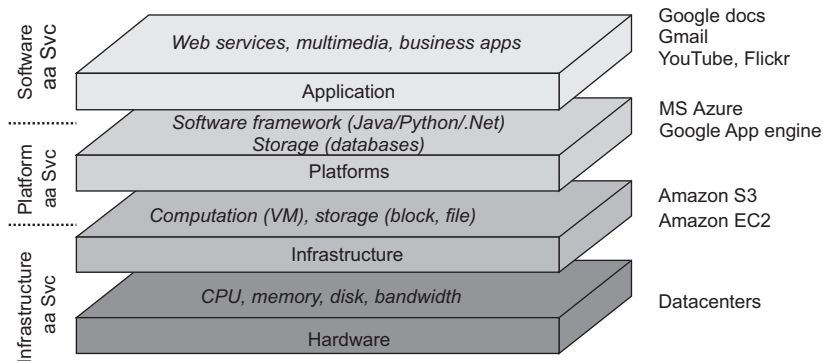 Software
aa Svc
Web services, multimedia, business apps
Application
Google docs
Gmail
YouTube, Flickr
Platform
aa Svc
Software framework (Java/Python/.Net)
Storage (databases)
Platforms
MS Azure
Google App engine
Infrastructure
aa Svc
Computation (VM), storage (block, file)
Infrastructure
Amazon S3
Amazon EC2
CPU, memory, disk, bandwidth
Hardware
Datacenters